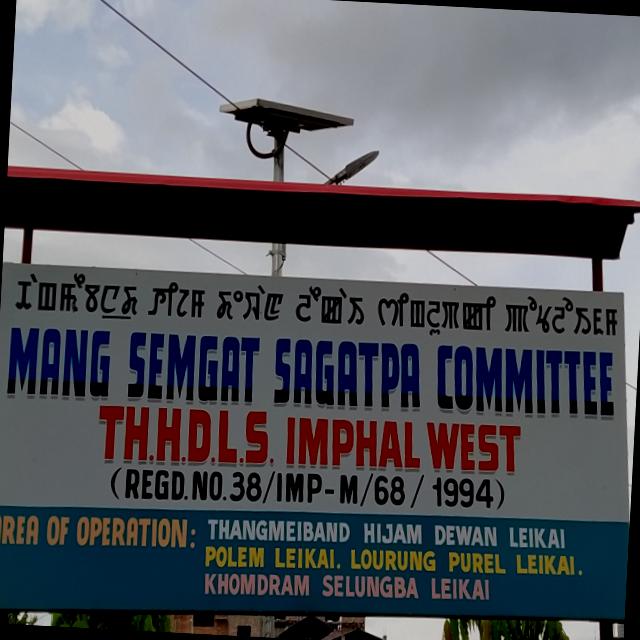 MANG SEMGAT SAGATPA COMMITTEE
TH.H.D.L.S. IMPHAL WEST
(REGD.NO.38/IMP-M/68/1994)
AREA OF OPERATION: THANGMEIBAND HIJAM DEWAN LEIKAI
POLEM LEIKAI. LOURUNG PUREL LEIKAI.
KHOMDRAM SELUNGBA LEIKAI